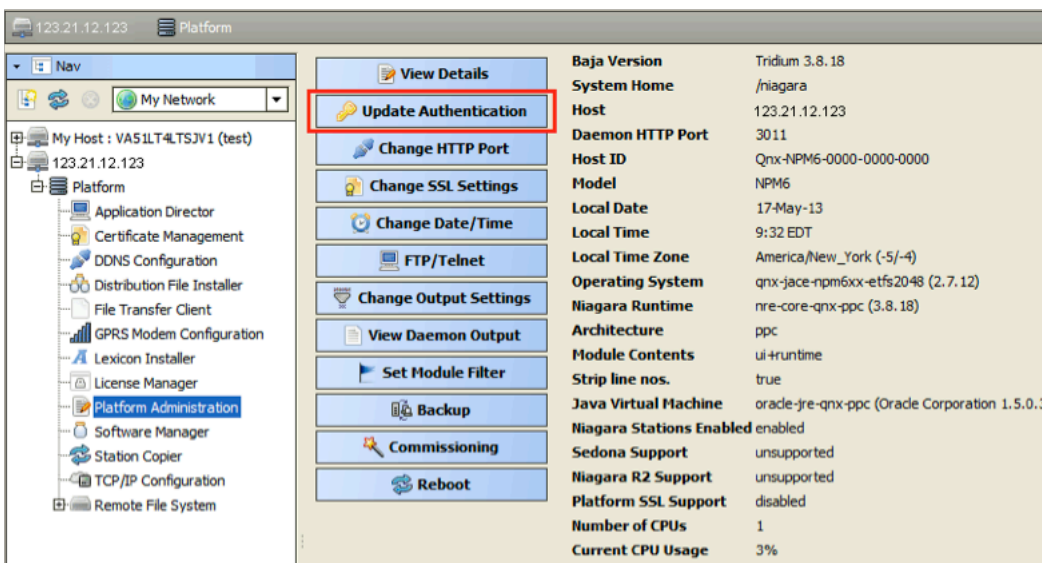 123.21.12.123 Platform
Nav
My Network
My Host : VA51LT4LTSJV1 (test)
123.21.12.123
Platform
Application Director
Certificate Management
DDNS Configuration
Distribution File Installer
File Transfer Client
GPRS Modem Configuration
Lexicon Installer
License Manager
Platform Administration
Software Manager
Station Copier
TCP/IP Configuration
Remote File System
View Details
Update Authentication
Change HTTP Port
Change SSL Settings
Change Date/Time
FTP/Telnet
Change Output Settings
View Daemon Output
Set Module Filter
Backup
Commissioning
Reboot
Baja Version Tridium 3.8.18
System Home /niagara
Host 123.21.12.123
Daemon HTTP Port 3011
Host ID Qnx-NPM6-0000-0000-0000
Model NPM6
Local Date 17-May-13
Local Time 9:32 EDT
Local Time Zone America/New_York (-5/-4)
Operating System qnx-jace-npm6xx-etfs2048 (2.7.12)
Niagara Runtime nre-core-qnx-ppc (3.8.18)
Architecture ppc
Module Contents ui+runtime
Strip line nos. true
Java Virtual Machine oracle-jre-qnx-ppc (Oracle Corporation 1.5.0.3
Niagara Stations Enabled enabled
Sedona Support unsupported
Niagara R2 Support unsupported
Platform SSL Support disabled
Number of CPUs 1
Current CPU Usage 3%